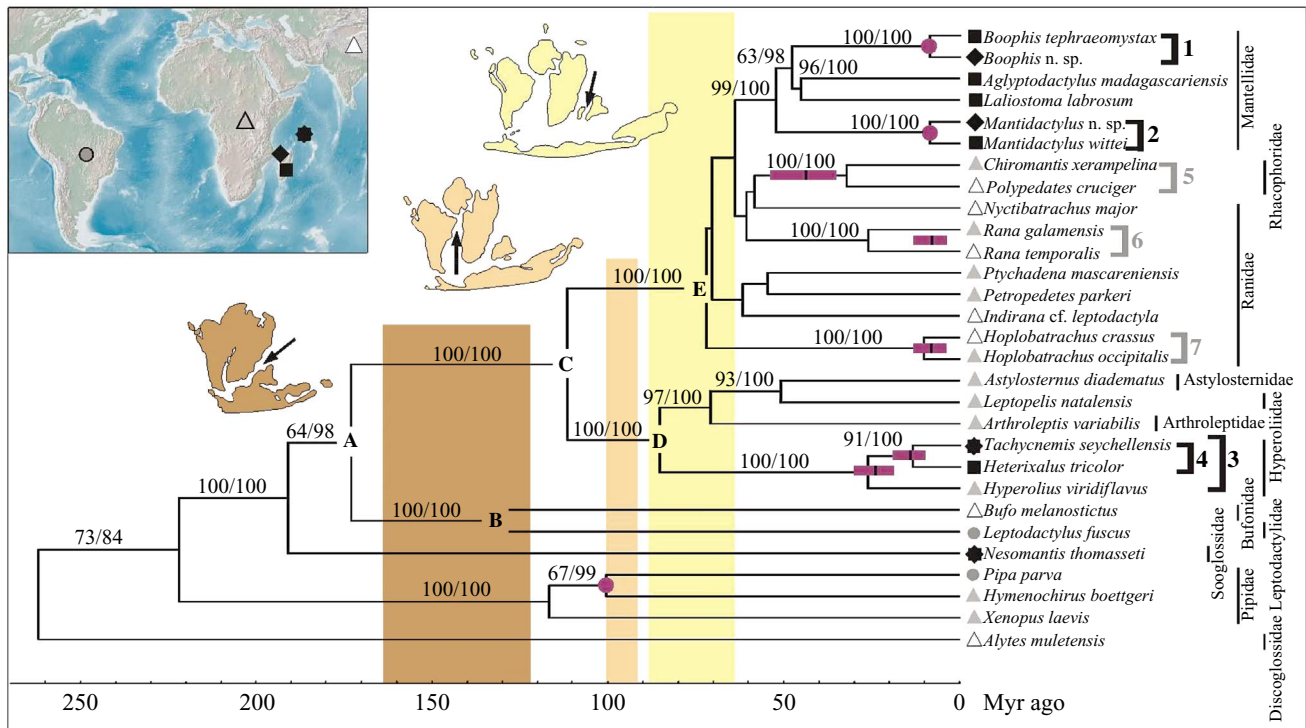 100/100
Boophis tephraeomystax
1
63/98
Boophis n. sp.
96/100
Aglyptodactylus madagascariensis
99/100
Laliostoma labrosum
Mantellidae
100/100
Mantidactylus n. sp.
2
Mantidactylus wittei
100/100
Chiromantis xerampelina
5
Polypedates cruciger
Rhacophoridae
Nyctibatrachus major
100/100
Rana galamensis
6
Rana temporalis
Ranidae
100/100
E
Ptychadena mascareniensis
Petropedetes parkeri
Indirana cf. leptodactyla
100/100
Hoplobatrachus crassus
7
Hoplobatrachus occipitalis
100/100
C
93/100
Astylosternus diadematus
Astylosternidae
97/100
Leptopelis natalensis
Hyperoliidae
Arthroleptis variabilis
Arthroleptidae
64/98
A
100/100
D
91/100
Tachycnemis seychellensis
4
3
100/100
Heterixalus tricolor
Hyperolius viridiflavus
100/100
100/100
B
Bufo melanostictus
Bufonidae
Leptodactylus fuscus
Leptodactylidae
73/84
Nesomantis thomasseti
Sooglossidae
67/99
Pipa parva
100/100
Hymenochirus boettgeri
Pipidae
Xenopus laevis
Alytes muletensis
Discoglossidae
250
200
150
100
50
0
Myr ago